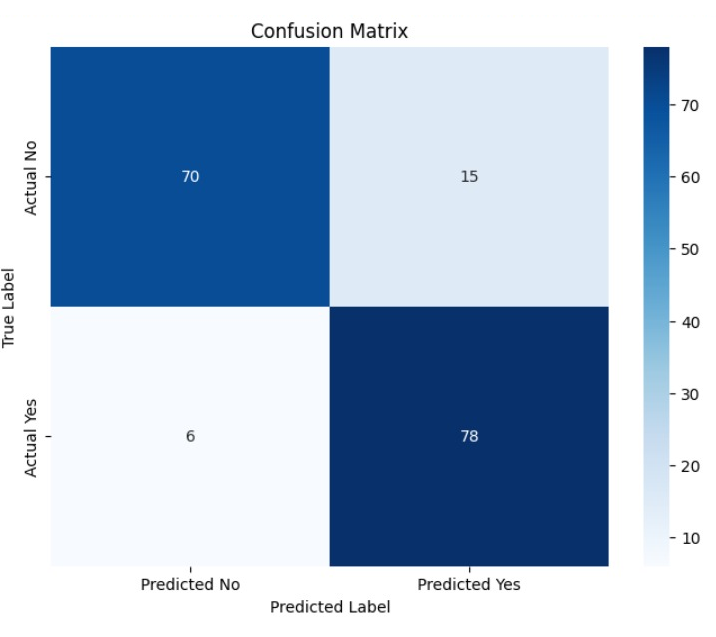 Confusion Matrix
Actual No
70
15
Actual Yes
6
78
True Label
Predicted No
Predicted Yes
Predicted Label
70
60
50
40
30
20
10